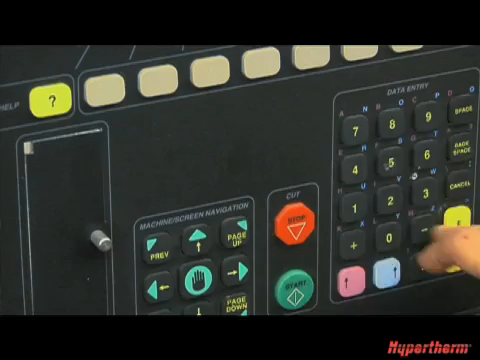 HELP
?
DATA ENTRY
N
O
P
7
8
9
SPACE
4
5
6
BACK
SPACE
H
U
1
2
3
CANCEL
+
0
MACHINE/SCREEN NAVIGATION
PREV
PAGE
UP
PAGE
DOWN
CUT
STOP
START
Hypertherm